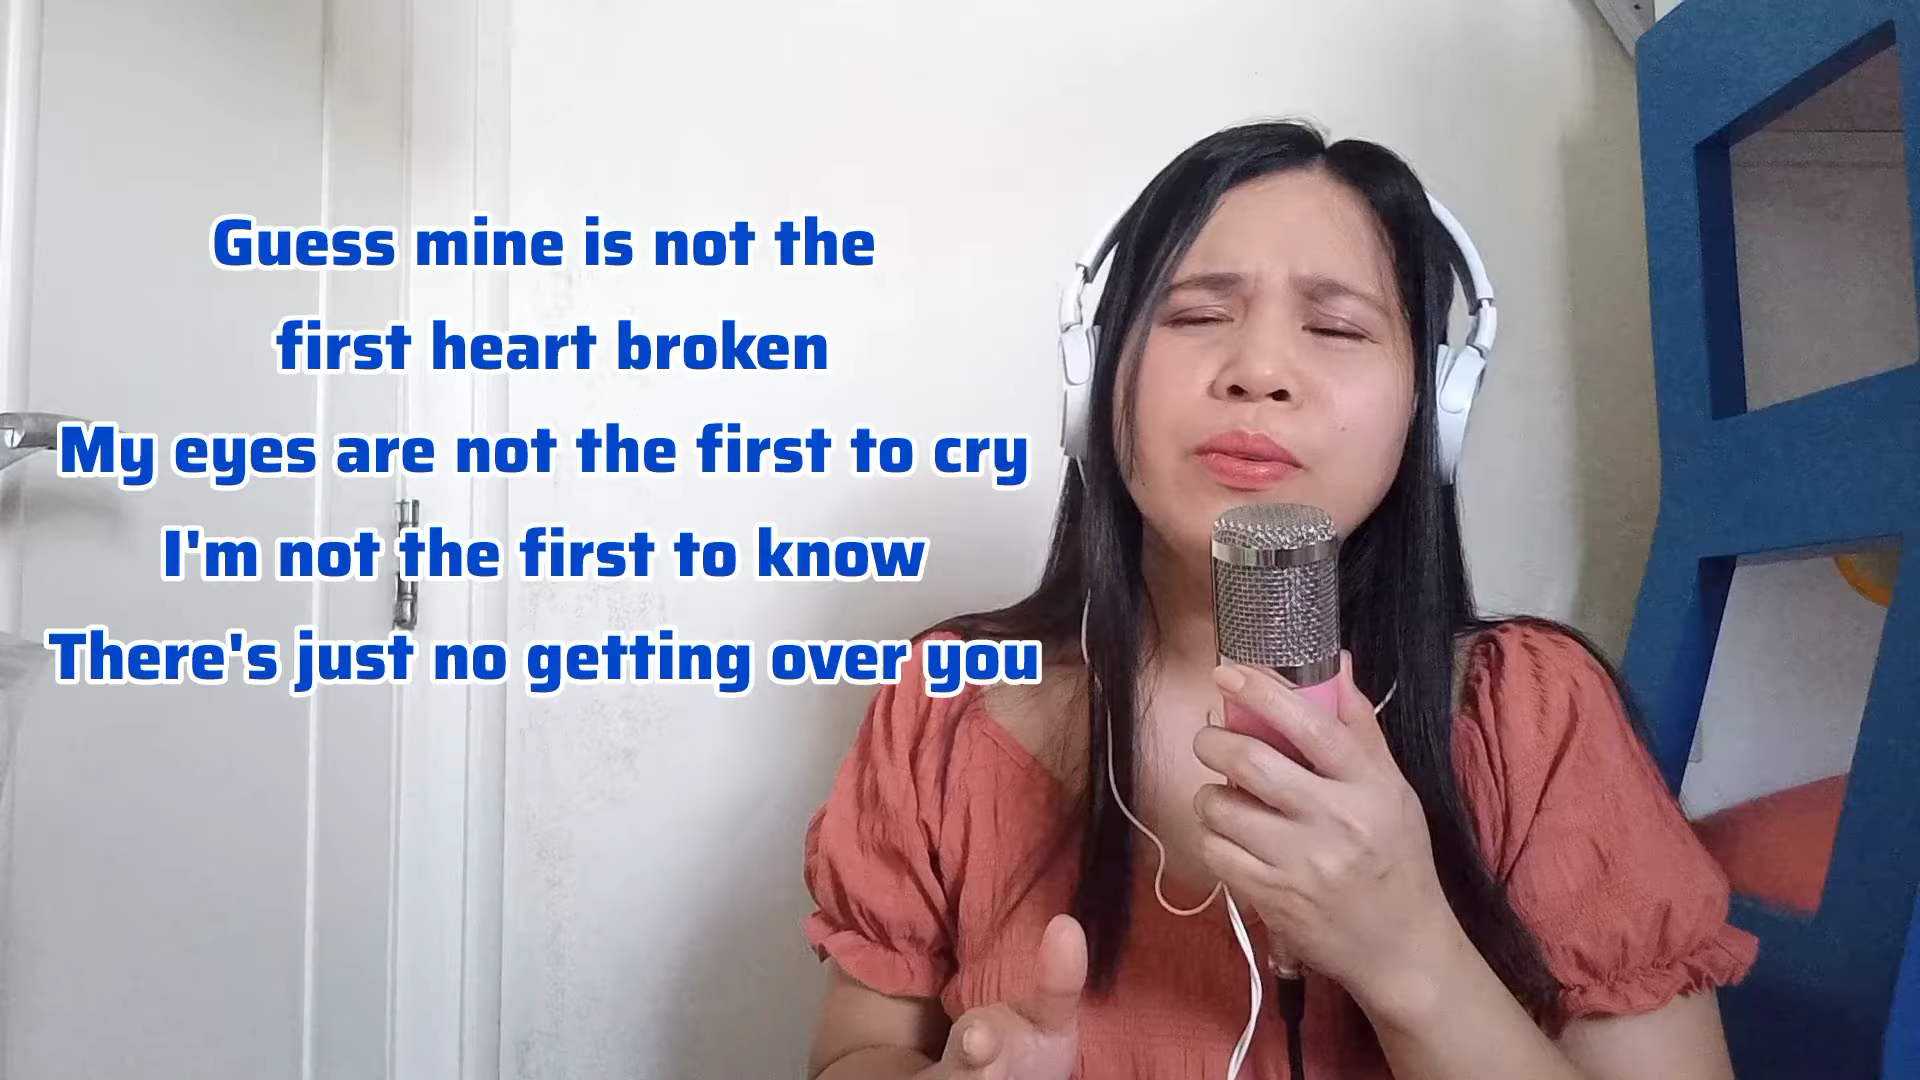 Guess mine is not the
first heart broken
My eyes are not the first to cry
I'm not the first to know
There's just no getting over you